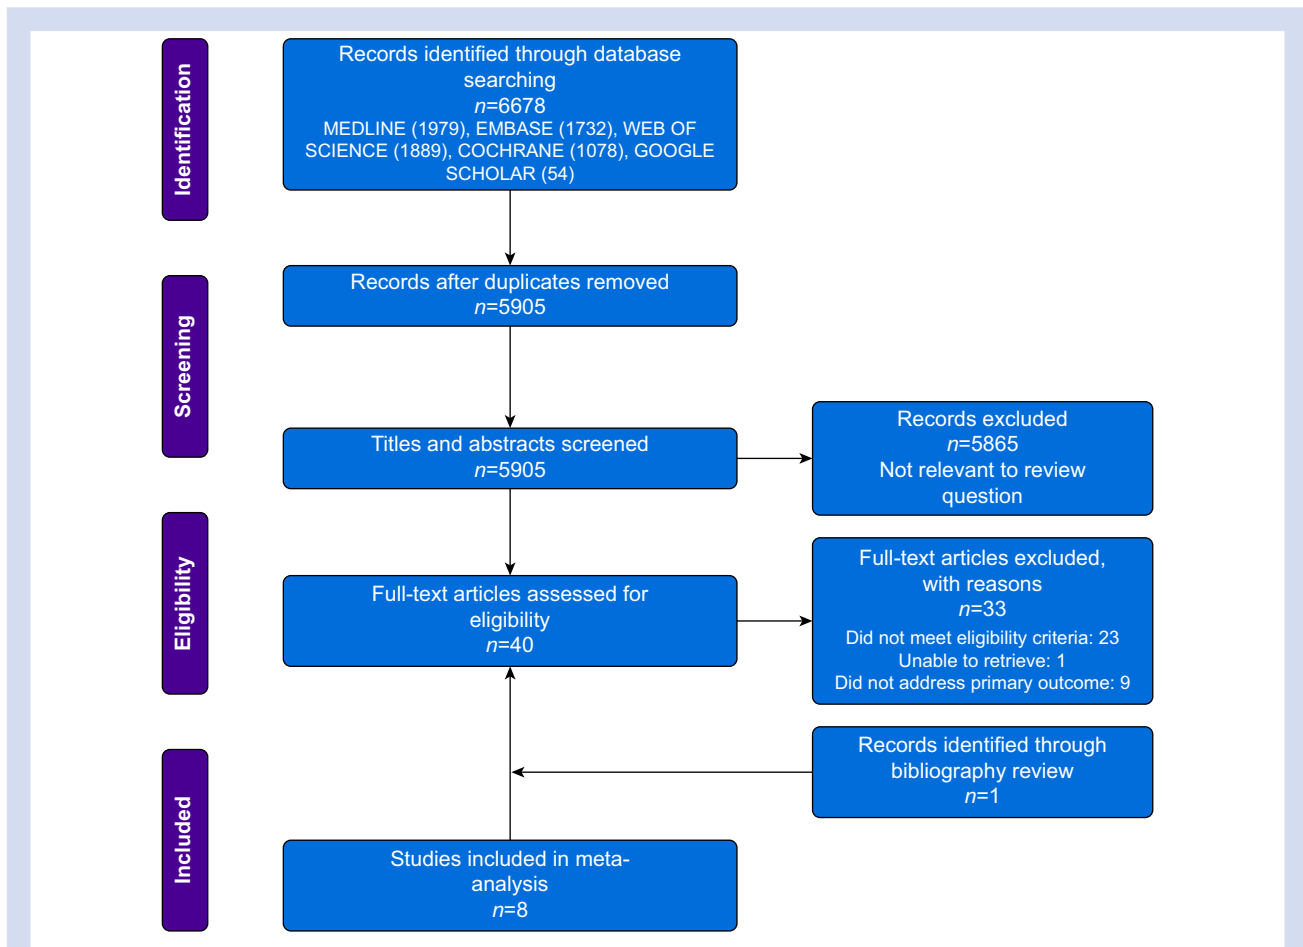 Identification
Records identified through database
searching
n=6678
MEDLINE (1979), EMBASE (1732), WEB OF
SCIENCE (1889), COCHRANE (1078), GOOGLE
SCHOLAR (54)
Screening
Records after duplicates removed
n=5905
Titles and abstracts screened
n=5905
Records excluded
n=5865
Not relevant to review
question
Eligibility
Full-text articles assessed for
eligibility
n=40
Full-text articles excluded,
with reasons
n=33
Did not meet eligibility criteria: 23
Unable to retrieve: 1
Did not address primary outcome: 9
Records identified through
bibliography review
n=1
Included
Studies included in meta-
analysis
n=8